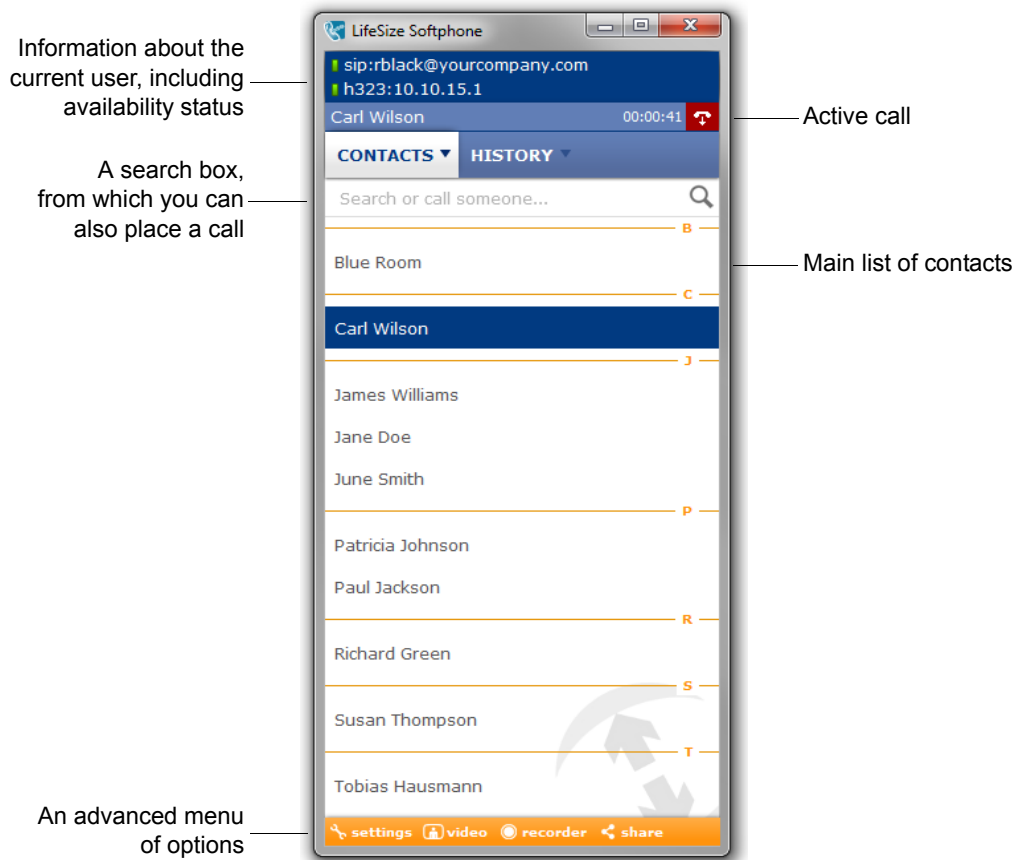 LifeSize Softphone
Information about the
current user, including
availability status
sip:rblack@yourcompany.com
h323:10.10.15.1
Carl Wilson 00:00:41
Active call
CONTACTS HISTORY
A search box,
from which you can
also place a call
Search or call someone...
B
Blue Room
Main list of contacts
C
Carl Wilson
J
James Williams
Jane Doe
June Smith
P
Patricia Johnson
Paul Jackson
R
Richard Green
S
Susan Thompson
T
Tobias Hausmann
An advanced menu
of options
settings video recorder share